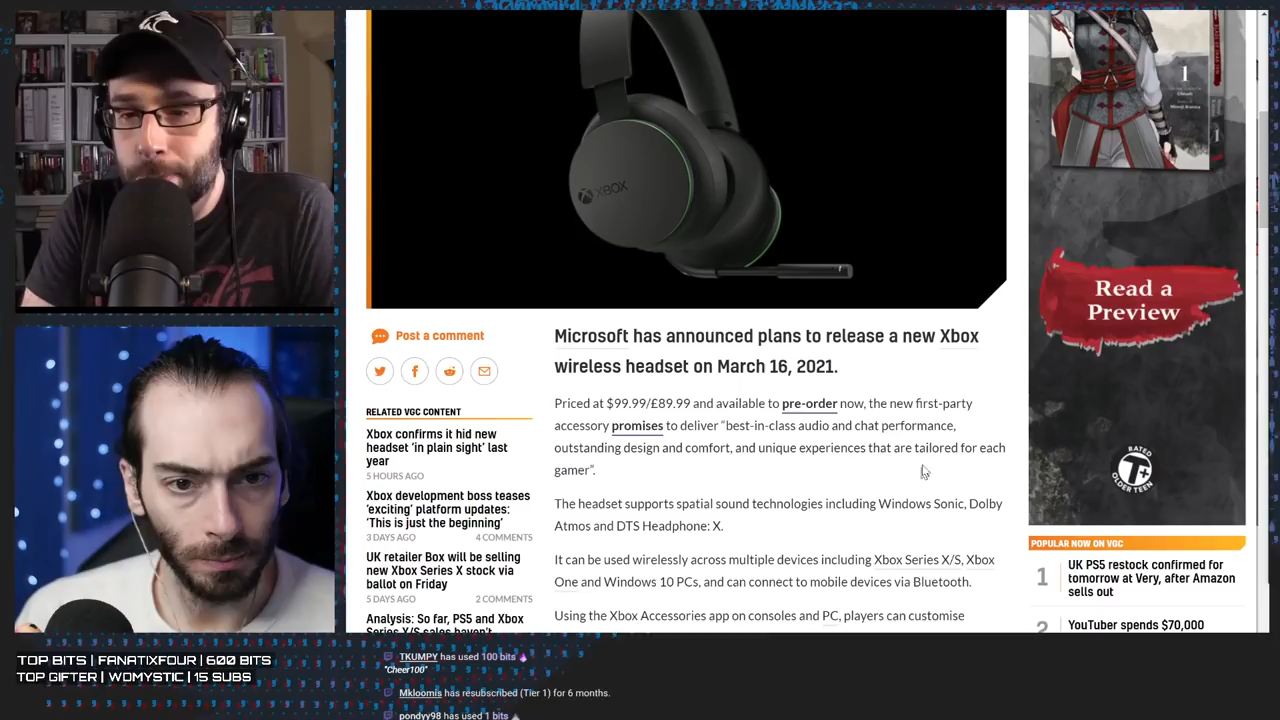 XBOX
1
Read a
Preview
RATED
T+
OLDER TEEN
Post a comment
RELATED VGC CONTENT
Xbox confirms it hid new
headset ‘in plain sight’ last
year
5 HOURS AGO
Xbox development boss teases
‘exciting’ platform updates:
‘This is just the beginning’
3 DAYS AGO 4 COMMENTS
UK retailer Box will be selling
new Xbox Series X stock via
ballot on Friday
5 DAYS AGO 2 COMMENTS
Analysis: So far, PS5 and Xbox
Series X/S sales haven't
Microsoft has announced plans to release a new Xbox
wireless headset on March 16, 2021.
Priced at $99.99/£89.99 and available to pre-order now, the new first-party
accessory promises to deliver “best-in-class audio and chat performance,
outstanding design and comfort, and unique experiences that are tailored for each
gamer”.
The headset supports spatial sound technologies including Windows Sonic, Dolby
Atmos and DTS Headphone: X.
It can be used wirelessly across multiple devices including Xbox Series X/S, Xbox
One and Windows 10 PCs, and can connect to mobile devices via Bluetooth.
Using the Xbox Accessories app on consoles and PC, players can customise
POPULAR NOW ON VGC
1 UK PS5 restock confirmed for
tomorrow at Very, after Amazon
sells out
2 YouTuber spends $70,000
TOP BITS | FANATIXFOUR | 600 BITS
TOP GIFTER | WDMYSTIC | 15 SUBS
TKUMPY has used 100 bits
"Cheer100"
Mkloomis has resubscribed (Tier 1) for 6 months.
pondyy98 has used 1 bits